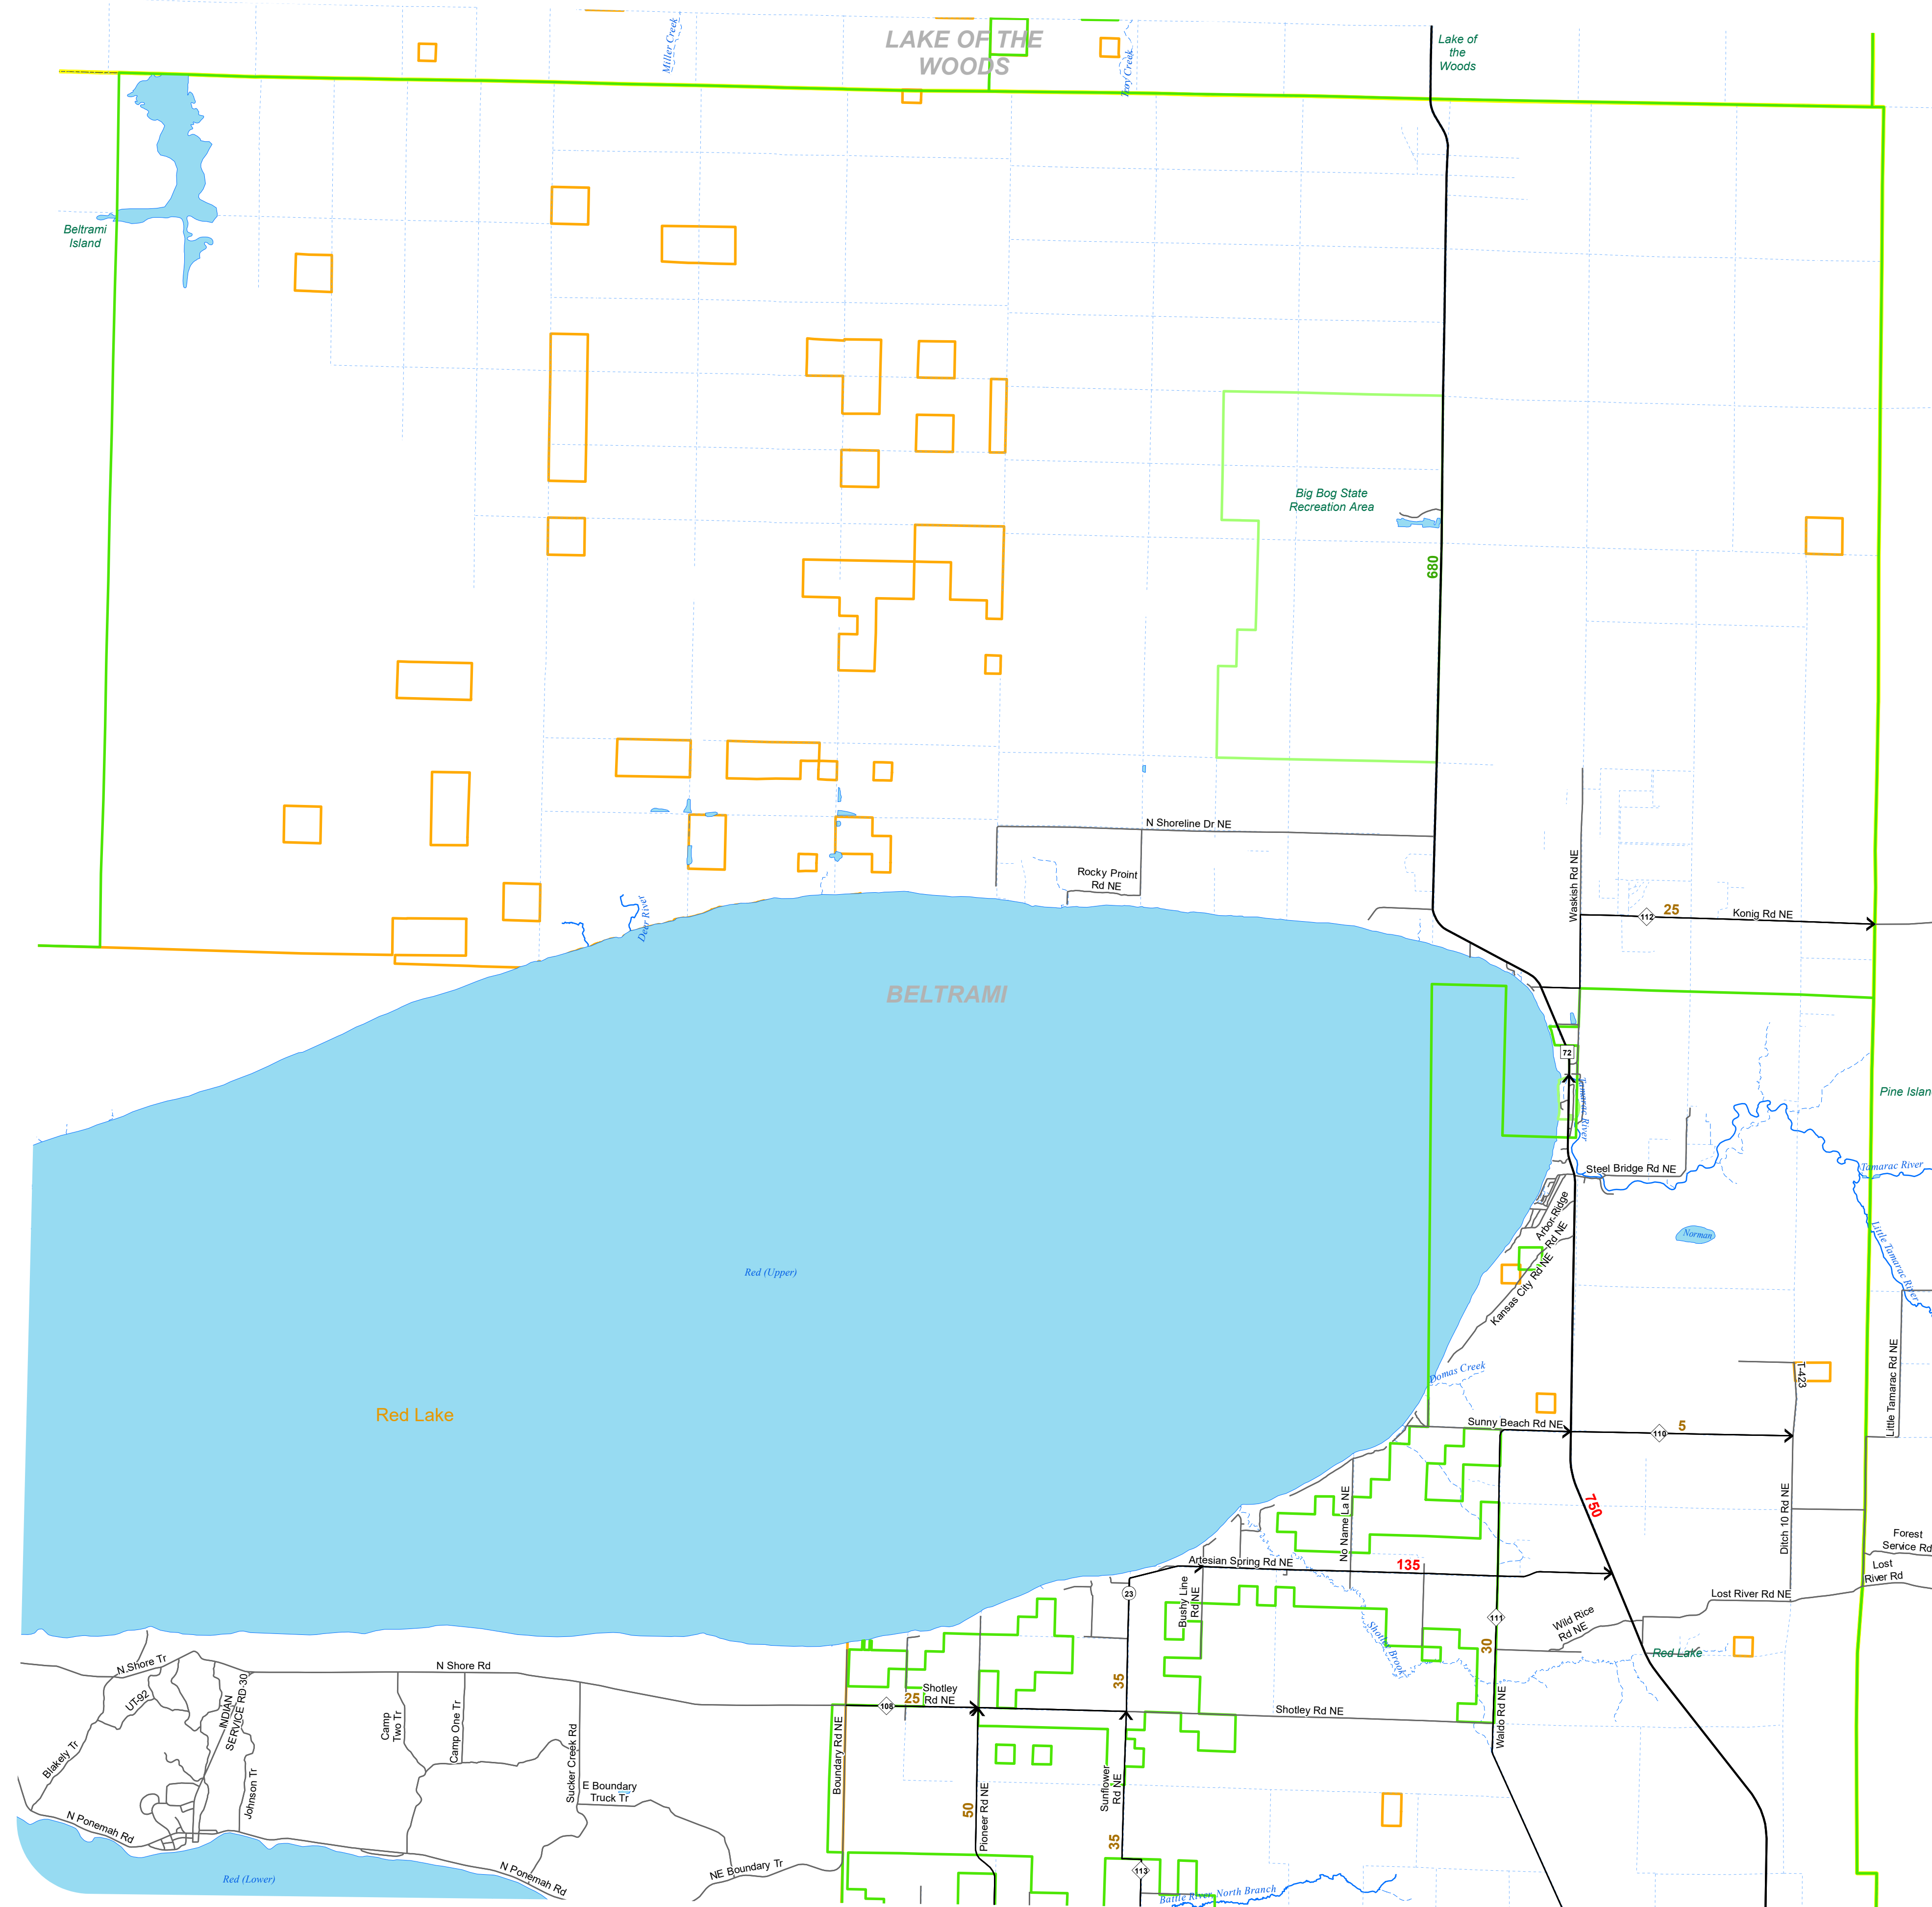 LAKE OF THE
WOODS
Miller Creek
Troy Creek
Lake of
the
Woods
Beltrami
Island
Big Bog State
Recreation Area
680
N Shoreline Dr NE
Rocky Proint
Rd NE
Waskish Rd NE
112
25
Konig Rd NE
Deer River
BELTRAMI
72
Tamarac River
Pine Islan
Steel Bridge Rd NE
Tamarac River
Arbor Ridge
Rd NE
Norman
Little Tamarac River
Red (Upper)
Kansas City Rd NE
Domas Creek
T-423
Little Tamarac Rd NE
Red Lake
Sunny Beach Rd NE
110
5
750
No Name La NE
Ditch 10 Rd NE
Forest
Service Rd
Artesian Spring Rd NE
135
Lost
River Rd
23
Bushy Line
Rd NE
Lost River Rd NE
111
Wild Rice
Rd NE
Shotley Brook
30
Red Lake
N Shore Tr
N Shore Rd
UT-92
INDIAN
SERVICE RD 30
Camp
Two Tr
Camp One Tr
Shotley
Rd NE
108
25
35
Shotley Rd NE
Waldo Rd NE
Blakely Tr
Johnson Tr
Sucker Creek Rd
E Boundary
Truck Tr
Boundary Rd NE
Sunflower
Rd NE
50
Pioneer Rd NE
35
N Ponemah Rd
N Ponemah Rd
NE Boundary Tr
113
Red (Lower)
Battle River, North Branch